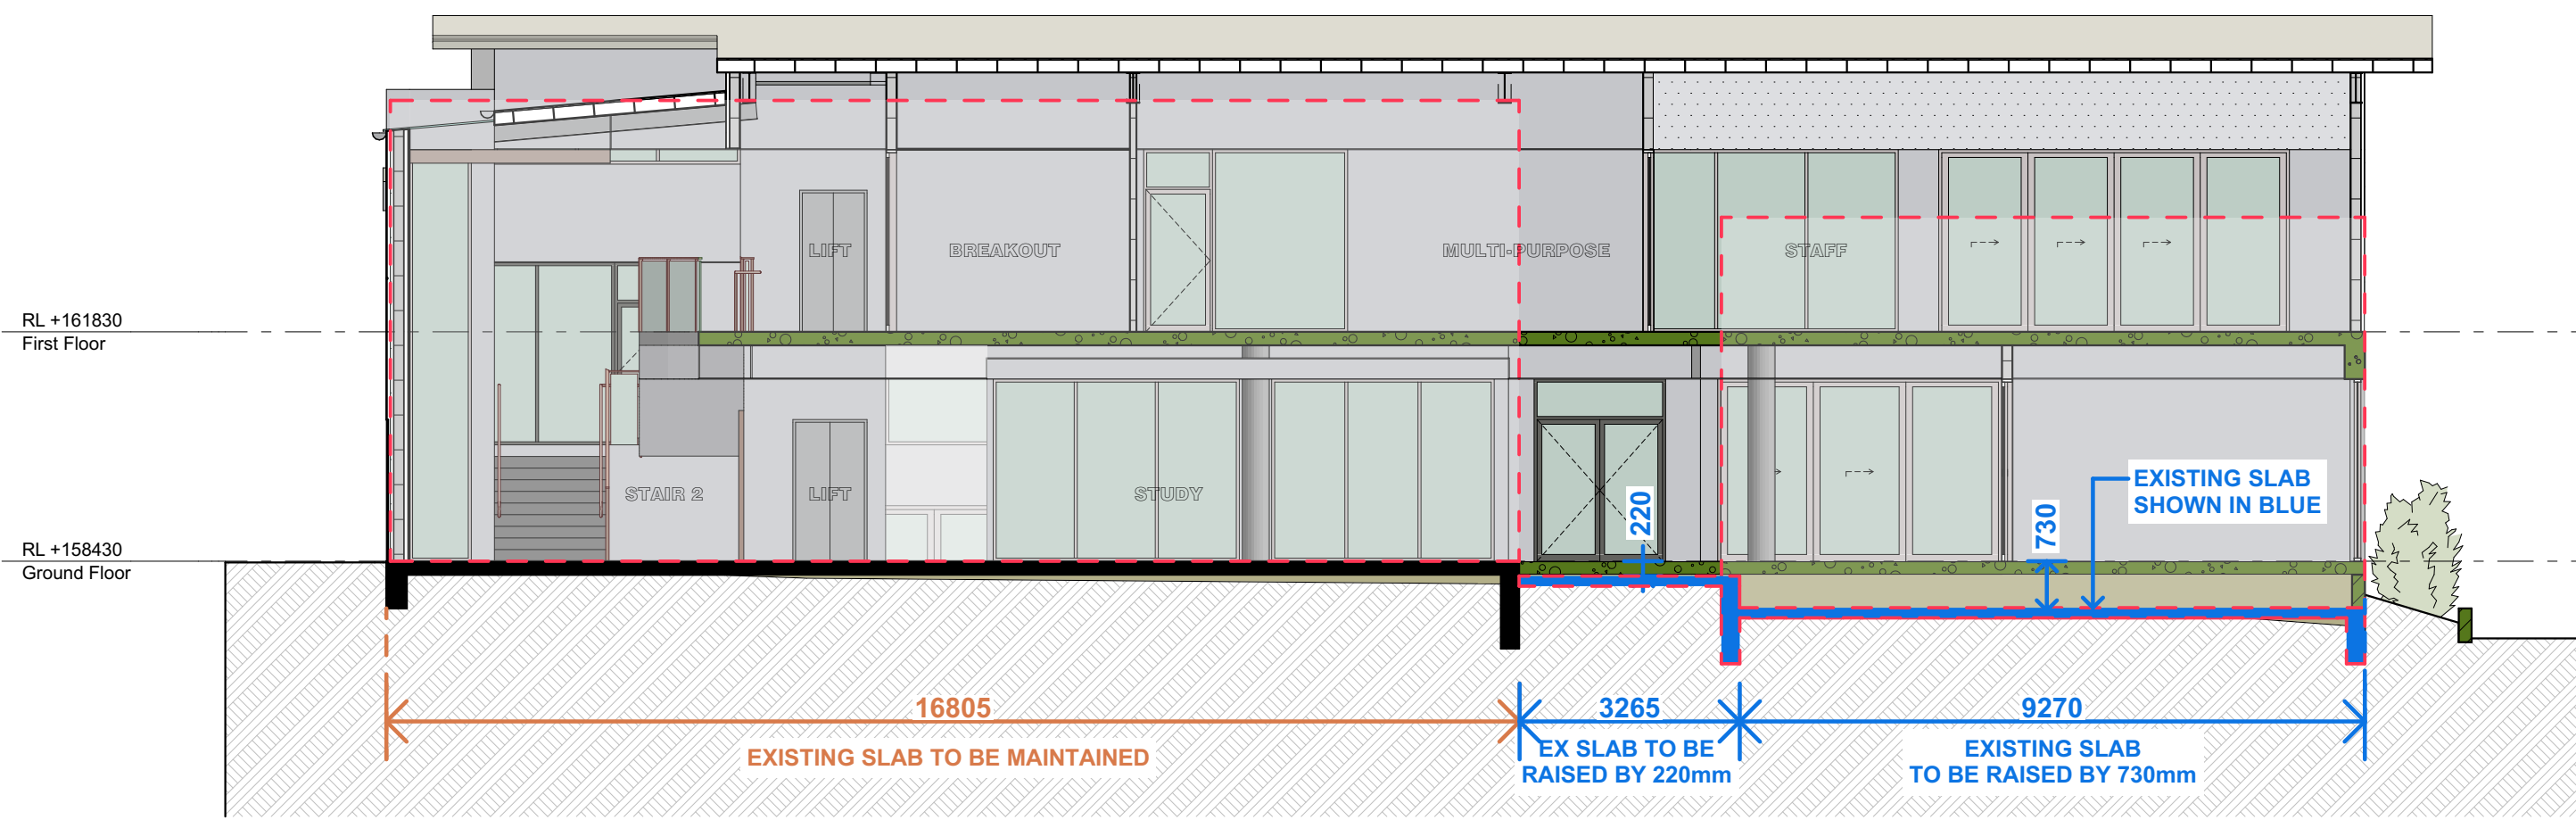 LIFT
BREAKOUT
MULTI-PURPOSE
STAFF
RL +161830
First Floor
STAIR 2
LIFT
STUDY
220
730
EXISTING SLAB
SHOWN IN BLUE
RL +158430
Ground Floor
16805
EXISTING SLAB TO BE MAINTAINED
3265
EX SLAB TO BE
RAISED BY 220mm
9270
EXISTING SLAB
TO BE RAISED BY 730mm